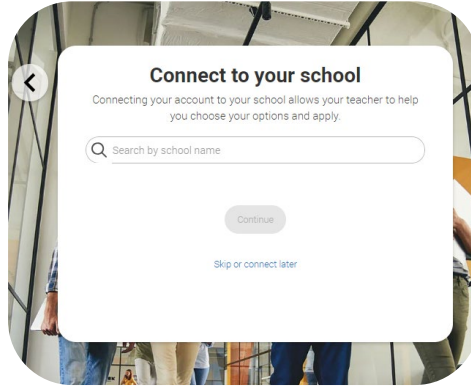 Connect to your school
Connecting your account to your school allows your teacher to help
you choose your options and apply.
Search by school name
Continue
Skip or connect later